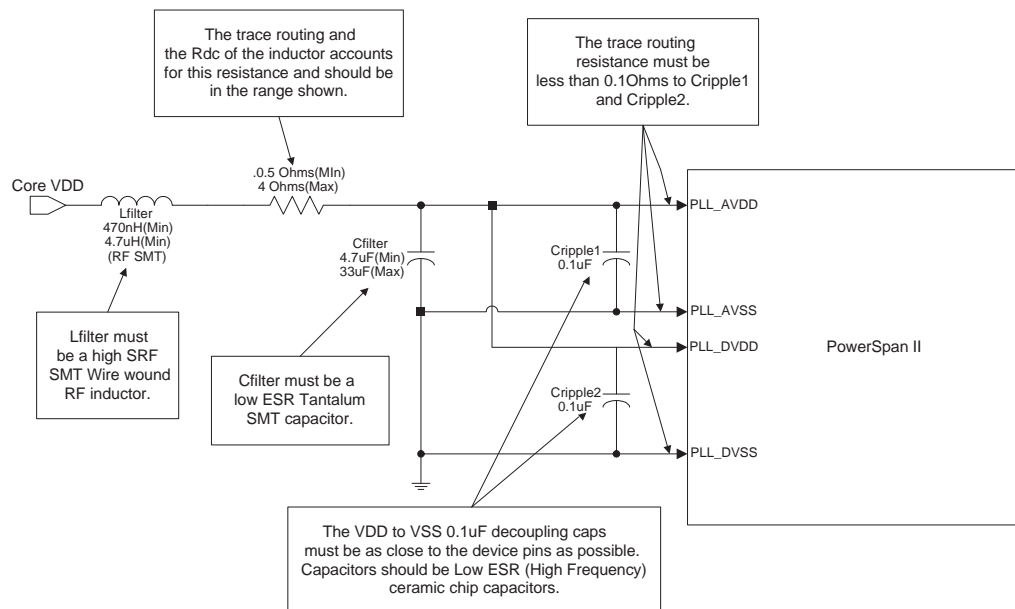 The trace routing and
the Rdc of the inductor accounts
for this resistance and should be
in the range shown.
The trace routing
resistance must be
less than 0.1Ohms to Cripple1
and Cripple2.
Core VDD
.0.5 Ohms(MIn)
4 Ohms(Max)
Lfilter
470nH(Min)
4.7uH(Min)
(RF SMT)
Cfilter
4.7uF(Min)
33uF(Max)
Cripple1
0.1uF
PLL_AVDD
PLL_AVSS
PLL_DVDD
PowerSpan II
Lfilter must
be a high SRF
SMT Wire wound
RF inductor.
Cfilter must be a
low ESR Tantalum
SMT capacitor.
Cripple2
0.1uF
PLL_DVSS
The VDD to VSS 0.1uF decoupling caps
must be as close to the device pins as possible.
Capacitors should be Low ESR (High Frequency)
ceramic chip capacitors.